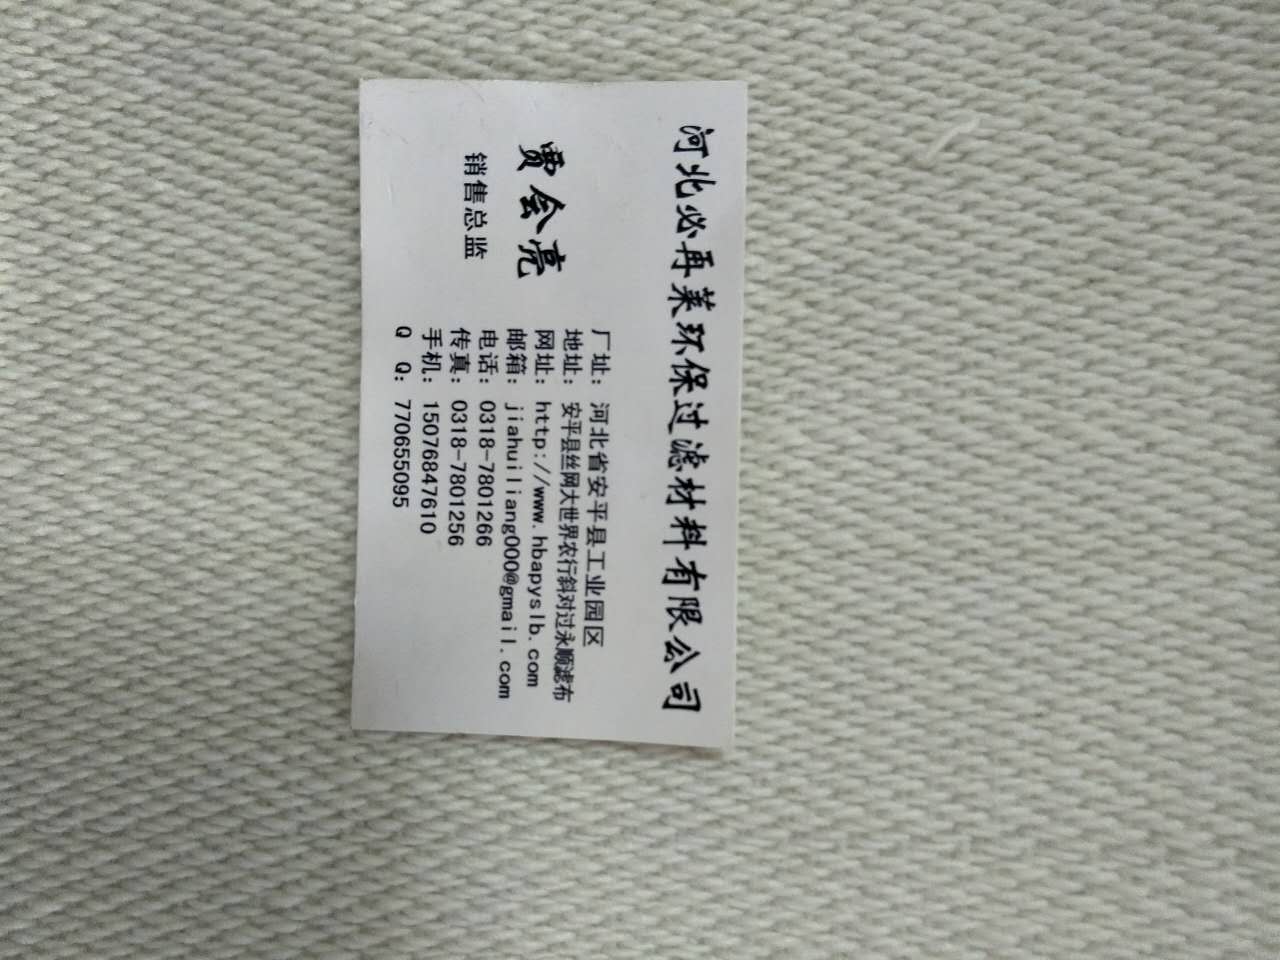 河北必再莱环保过滤材料有限公司
贾会亮
销售总监
厂址：河北省安平县工业园区
地址：安平县丝网大世界农行斜对过永顺滤布
网址：http://www.hbapyslb.com
邮箱：jiahuiliang000@gmail.com
电话：0318-7801266
传真：0318-7801256
手机：15076847610
Q Q：770655095